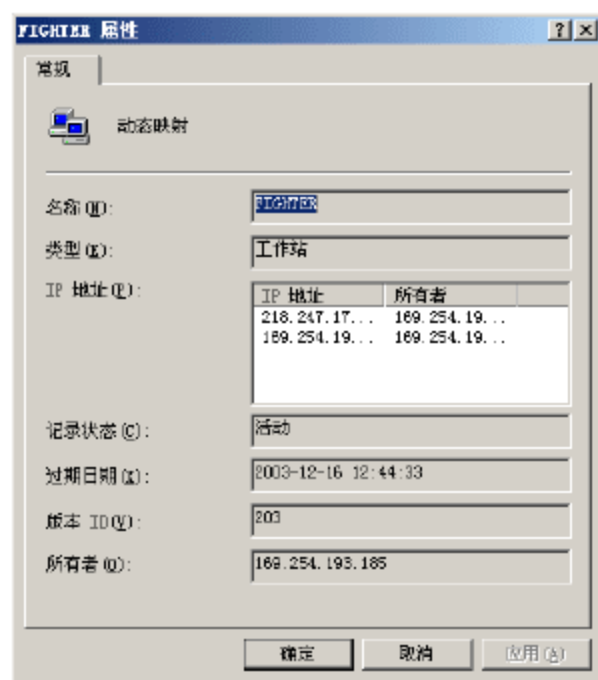 FIGHTER 属性
常规
动态映射
名称(N): FIGHTER
类型(E): 工作站
IP 地址(P):
IP 地址 所有者
218.247.17... 169.254.19...
169.254.19... 169.254.19...
记录状态(C): 活动
过期日期(X): 2003-12-16 12:44:33
版本 ID(V): 203
所有者(O): 169.254.193.185
确定 取消 应用(A)